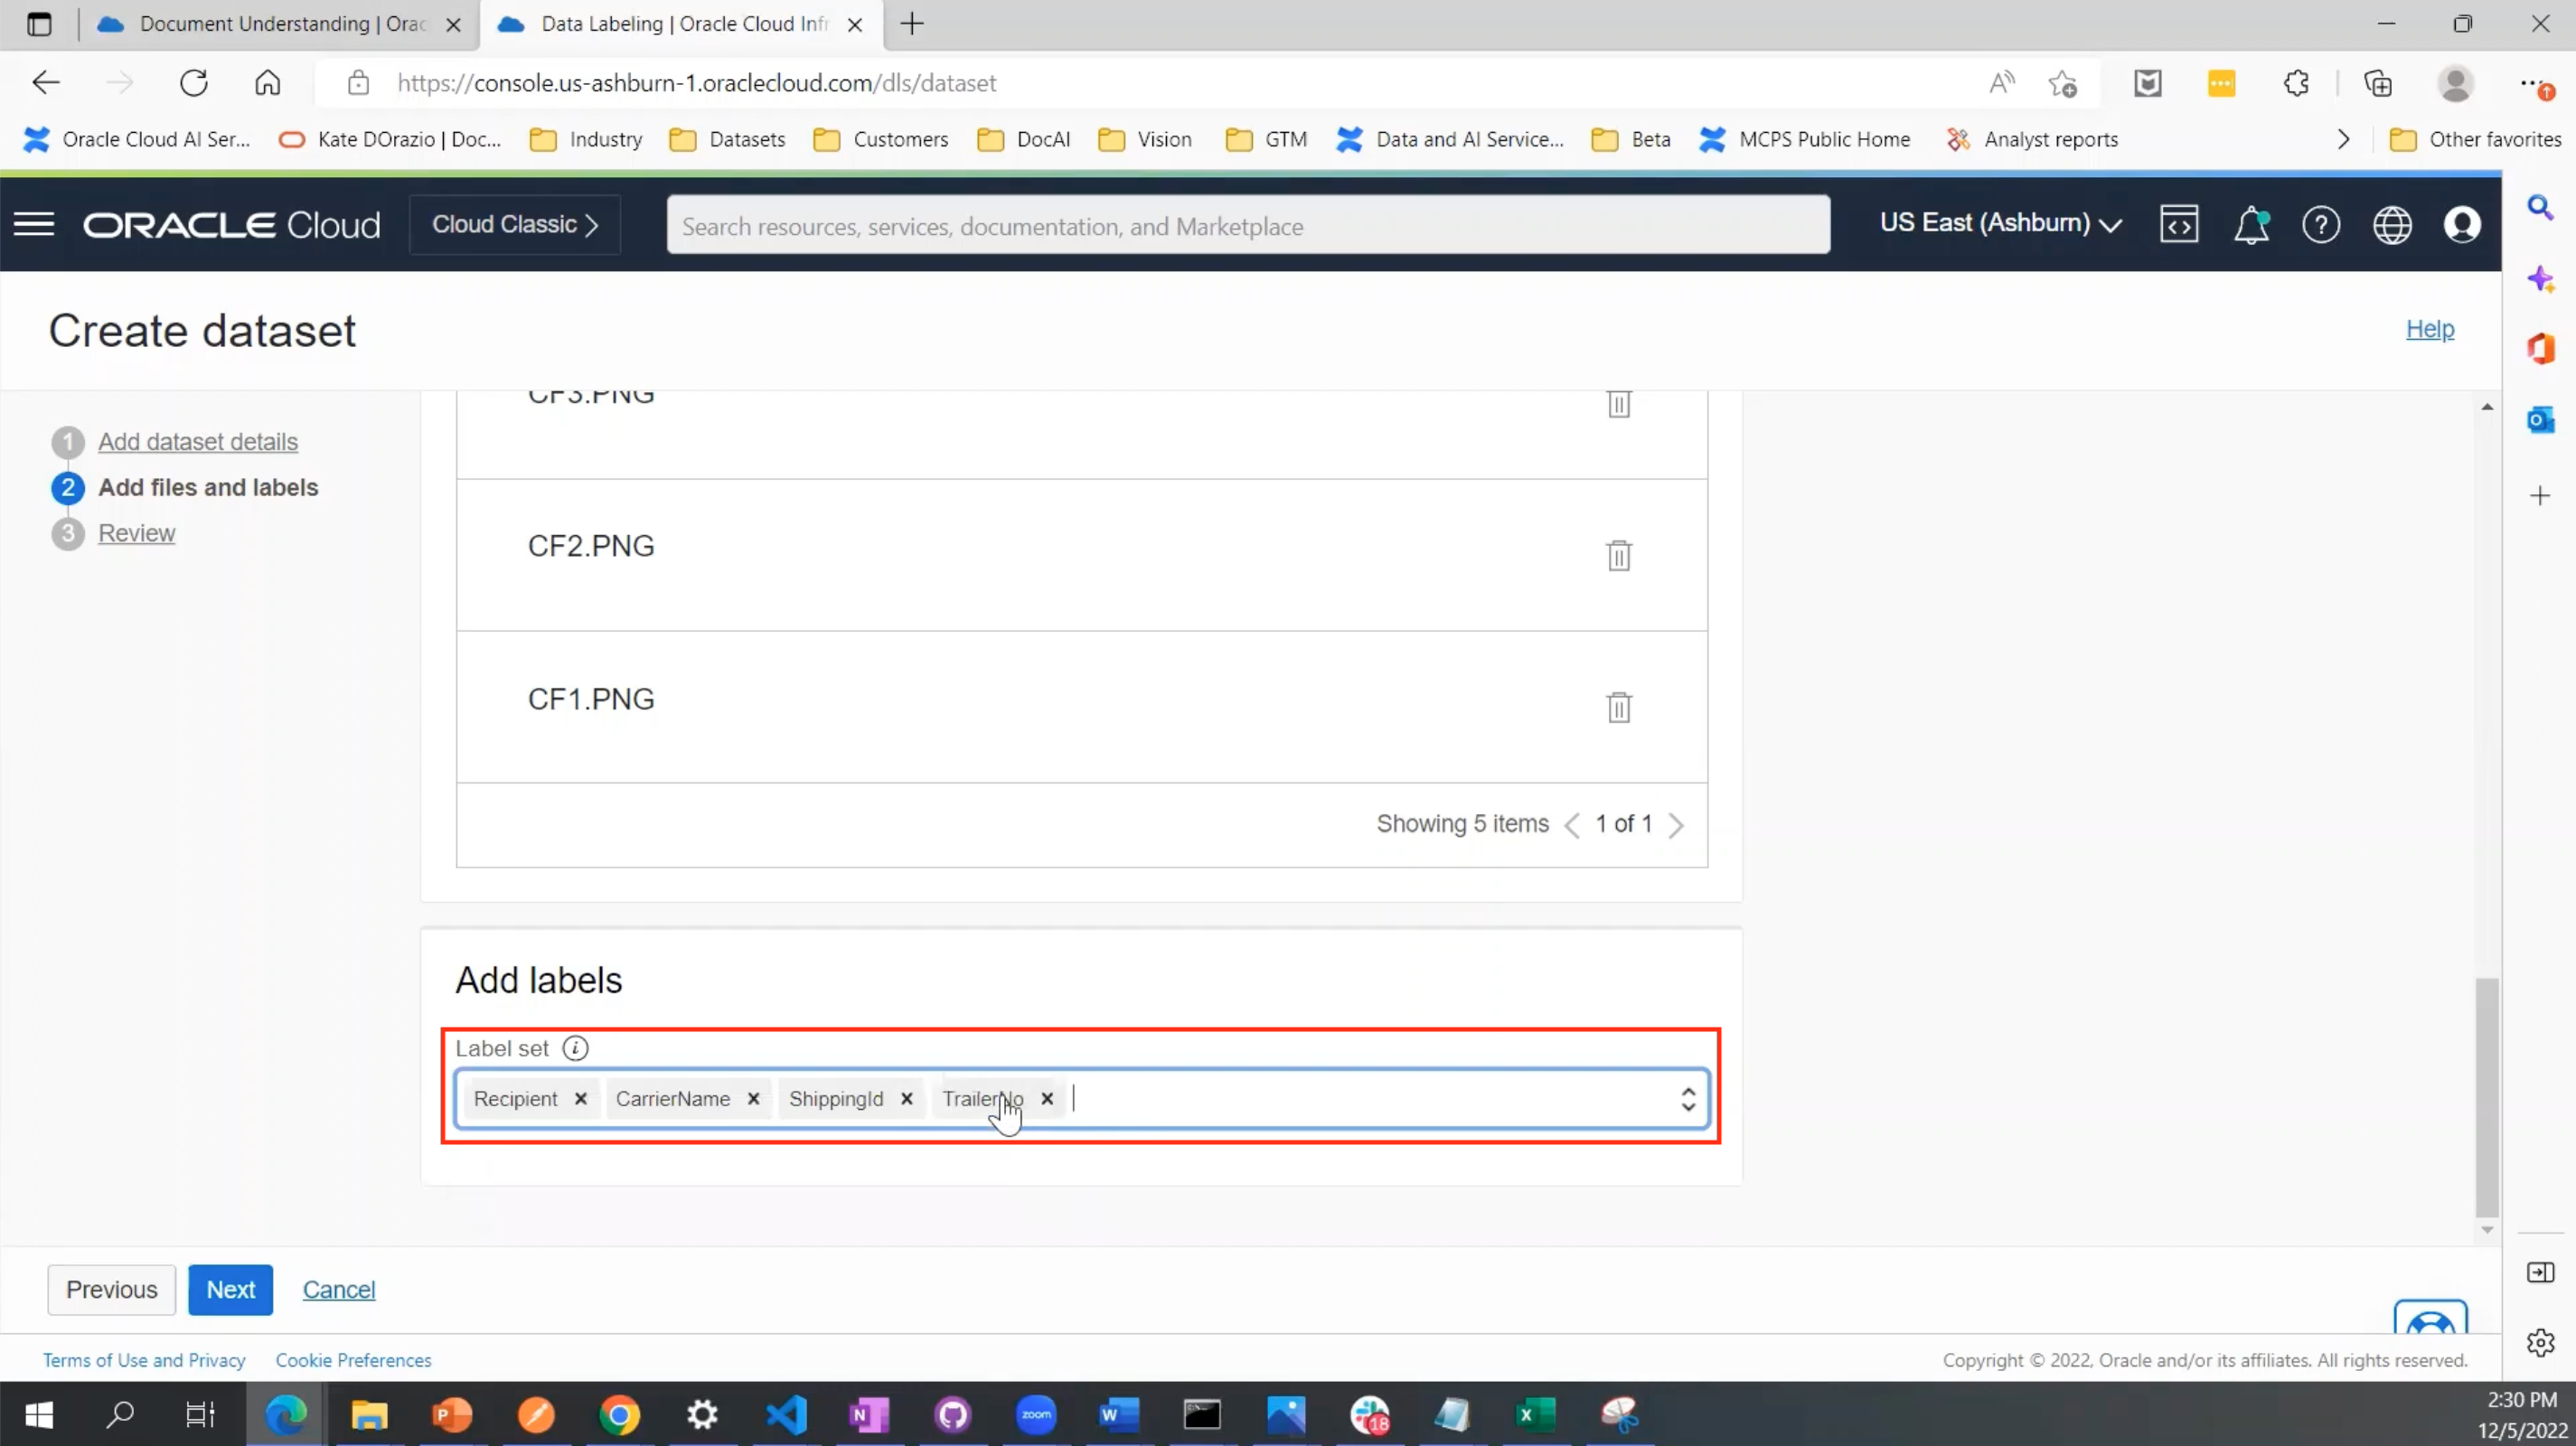 Document Understanding | Orac
Data Labeling | Oracle Cloud Infr
https://console.us-ashburn-1.oraclecloud.com/dls/dataset
Oracle Cloud AI Ser...
Kate DOrazio | Doc...
Industry
Datasets
Customers
DocAI
Vision
GTM
Data and AI Service...
Beta
MCPS Public Home
Analyst reports
Other favorites
ORACLE Cloud
Cloud Classic
Search resources, services, documentation, and Marketplace
US East (Ashburn)
Create dataset
Help
1 Add dataset details
2 Add files and labels
3 Review
CF3.PNG
CF2.PNG
CF1.PNG
Showing 5 items < 1 of 1 >
Add labels
Label set
Recipient
CarrierName
ShippingId
TrailerNo
Previous
Next
Cancel
Terms of Use and Privacy
Cookie Preferences
Copyright © 2022, Oracle and/or its affiliates. All rights reserved.
zoom
18
2:30 PM
12/5/2022